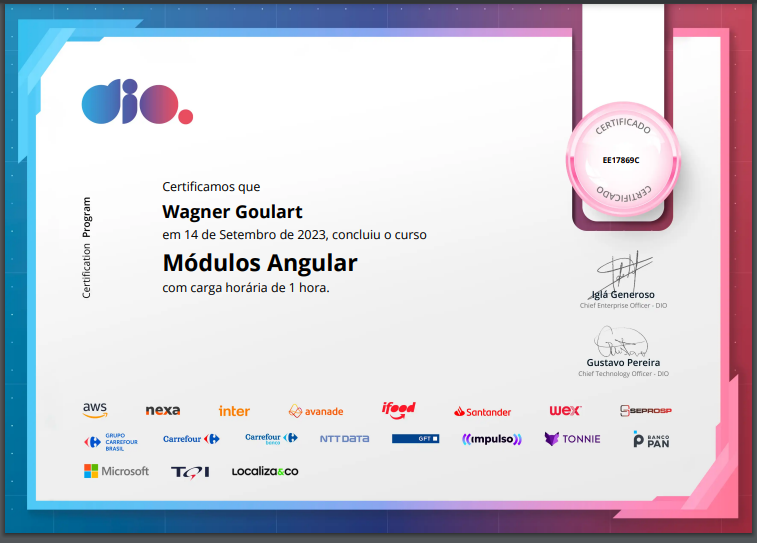 dio.
CERTIFICADO
EE17869C
CERTIFICADO
Certification Program
Certificamos que
Wagner Goulart
em 14 de Setembro de 2023, concluiu o curso
Módulos Angular
com carga horária de 1 hora.
Iglá Generoso
Chief Enterprise Officer - DIO
Gustavo Pereira
Chief Technology Officer - DIO
aws nexa inter avanade ifood Santander wex SEPROSP
GRUPO CARREFOUR BRASIL Carrefour Carrefour banco NTT DATA GFT impulso TONNIE BANCO PAN
Microsoft TQI Localiza&co